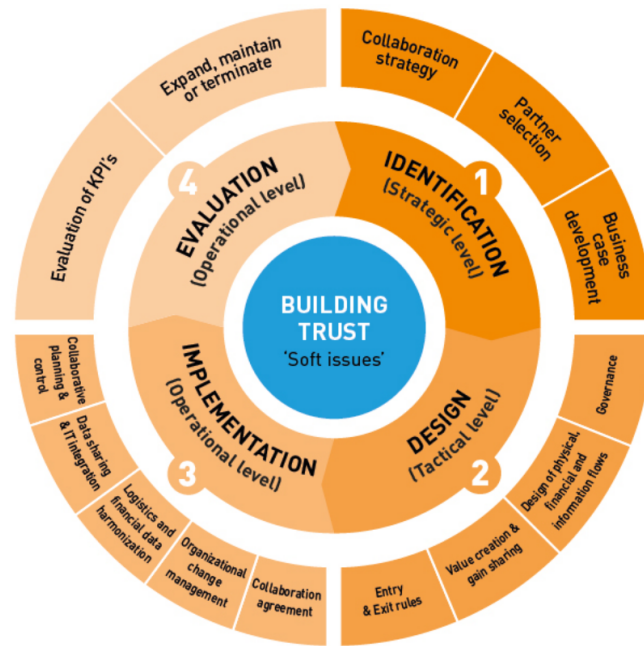 BUILDING
TRUST
'Soft issues'
1
IDENTIFICATION
(Strategic level)
Collaboration
strategy
Partner
selection
Business
case
development
2
DESIGN
(Tactical level)
Governance
Design of physical,
financial and
information flows
Value creation &
gain sharing
Entry
& Exit rules
3
IMPLEMENTATION
(Operational level)
Collaboration
agreement
Organizational
change
management
Logistics and
financial data
harmonization
Data sharing
& IT integration
Collaborative
planning &
control
4
EVALUATION
(Operational level)
Evaluation of KPI's
Expand, maintain
or terminate